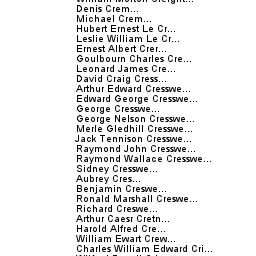 Denis Crem...
Michael Crem...
Hubert Ernest Le Cr...
Leslie William Le Cr...
Ernest Albert Crer...
Goulbourn Charles Cre...
Leonard James Cre...
David Craig Cress...
Arthur Edward Cresswe...
Edward George Cresswe...
George Cresswe...
George Nelson Cresswe...
Merle Gledhill Cresswe...
Jack Tennison Cresswe...
Raymond John Cresswe...
Raymond Wallace Cresswe...
Sidney Cresswe...
Aubrey Cres...
Benjamin Creswe...
Ronald Marshall Creswe...
Richard Creswe...
Arthur Caesr Cretn...
Harold Alfred Cre...
William Ewart Crew...
Charles William Edward Cri...